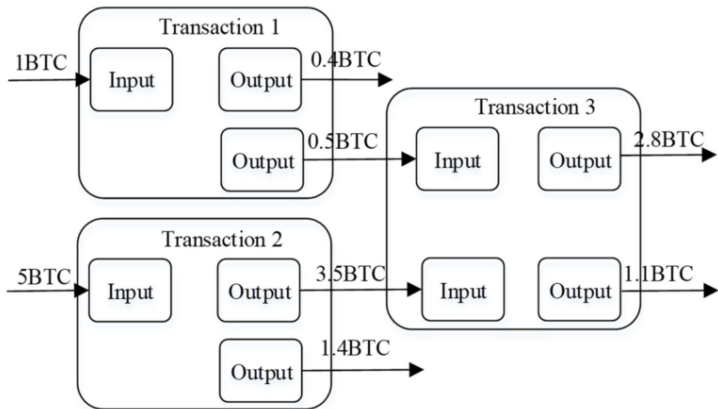 Transaction 1
1BTC
Input
Output
0.4BTC
Output
0.5BTC
Transaction 2
5BTC
Input
Output
3.5BTC
Output
1.4BTC
Transaction 3
Input
Output
2.8BTC
Input
Output
1.1BTC